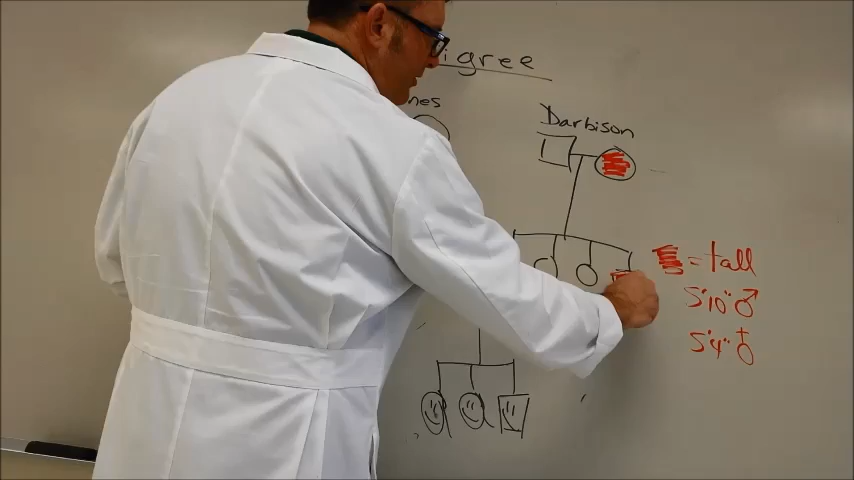 igree
nes
Darbison
= tall
5'10" ♂
5'4" ♀